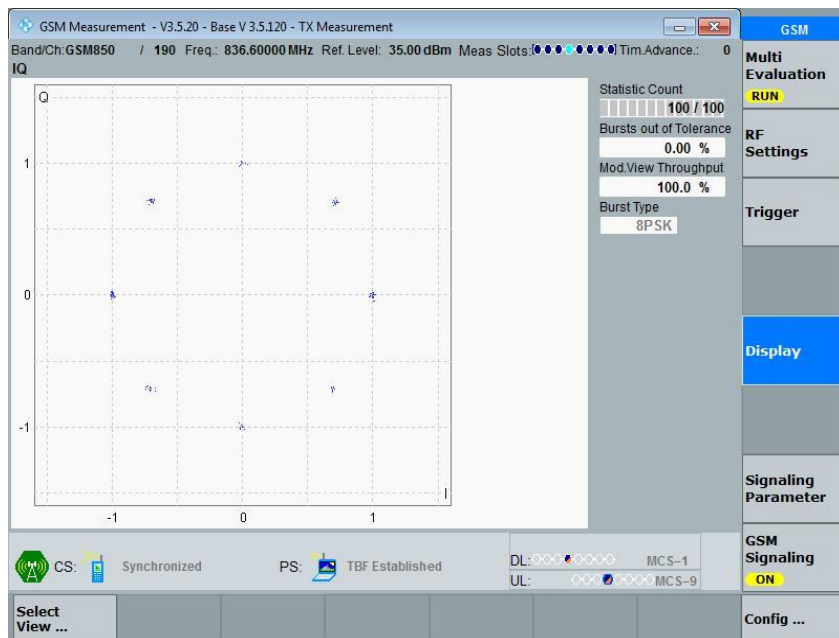 GSM Measurement - V3.5.20 - Base V 3.5.120 - TX Measurement
GSM
Band/Ch: GSM850 / 190 Freq.: 836.60000 MHz Ref. Level: 35.00 dBm Meas Slots: Tim.Advance.: 0
IQ
Multi
Evaluation
RUN
RF
Settings
Trigger
Display
Signaling
Parameter
GSM
Signaling
ON
Config ...
Statistic Count
100 / 100
Bursts out of Tolerance
0.00 %
Mod.View Throughput
100.0 %
Burst Type
8PSK
Q
1
0
-1
I
-1 0 1
CS: Synchronized PS: TBF Established
DL: MCS-1
UL: MCS-9
Select
View ...